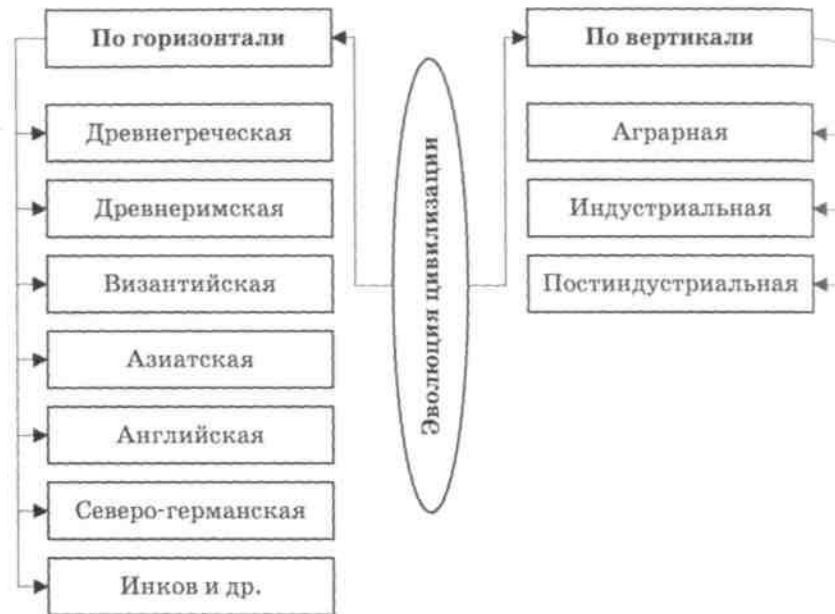 По горизонтали
Древнегреческая
Древнеримская
Византийская
Азиатская
Английская
Северо-германская
Инков и др.
Эволюция цивилизации
По вертикали
Аграрная
Индустриальная
Постиндустриальная